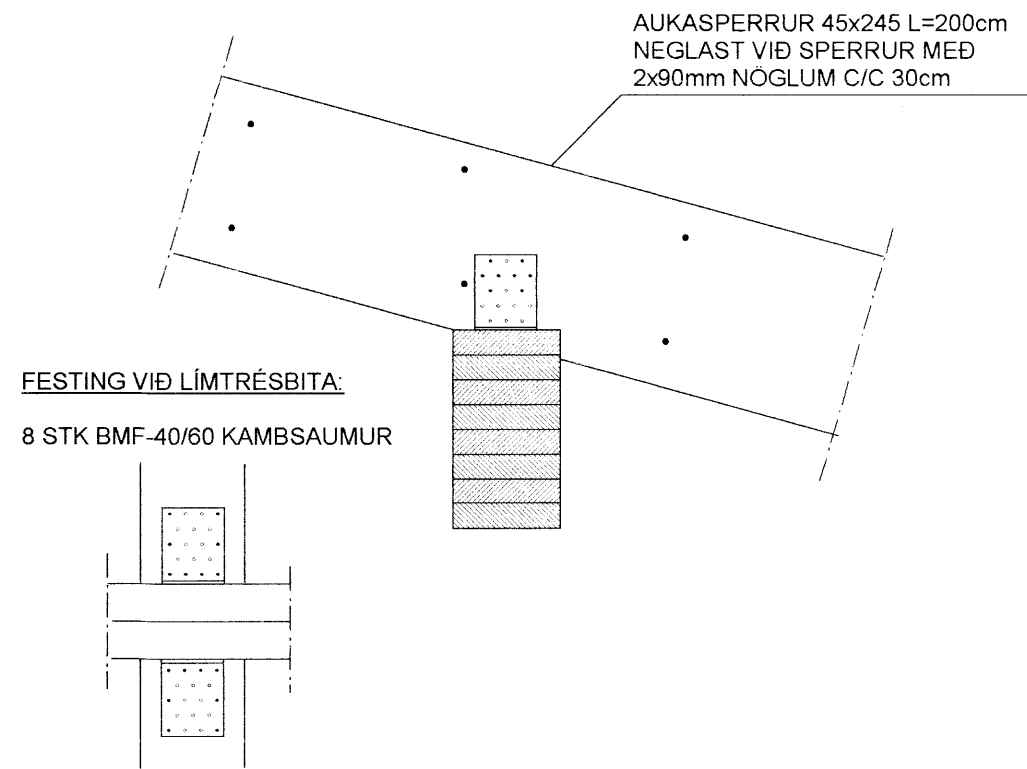 AUKASPERRUR 45x245 L=200cm
NEGLAST VIÐ SPERRUR MEÐ
2x90mm NÖGLUM C/C 30cm
FESTING VIÐ LÍMTRÉSBITA:
8 STK BMF-40/60 KAMBSAUMUR